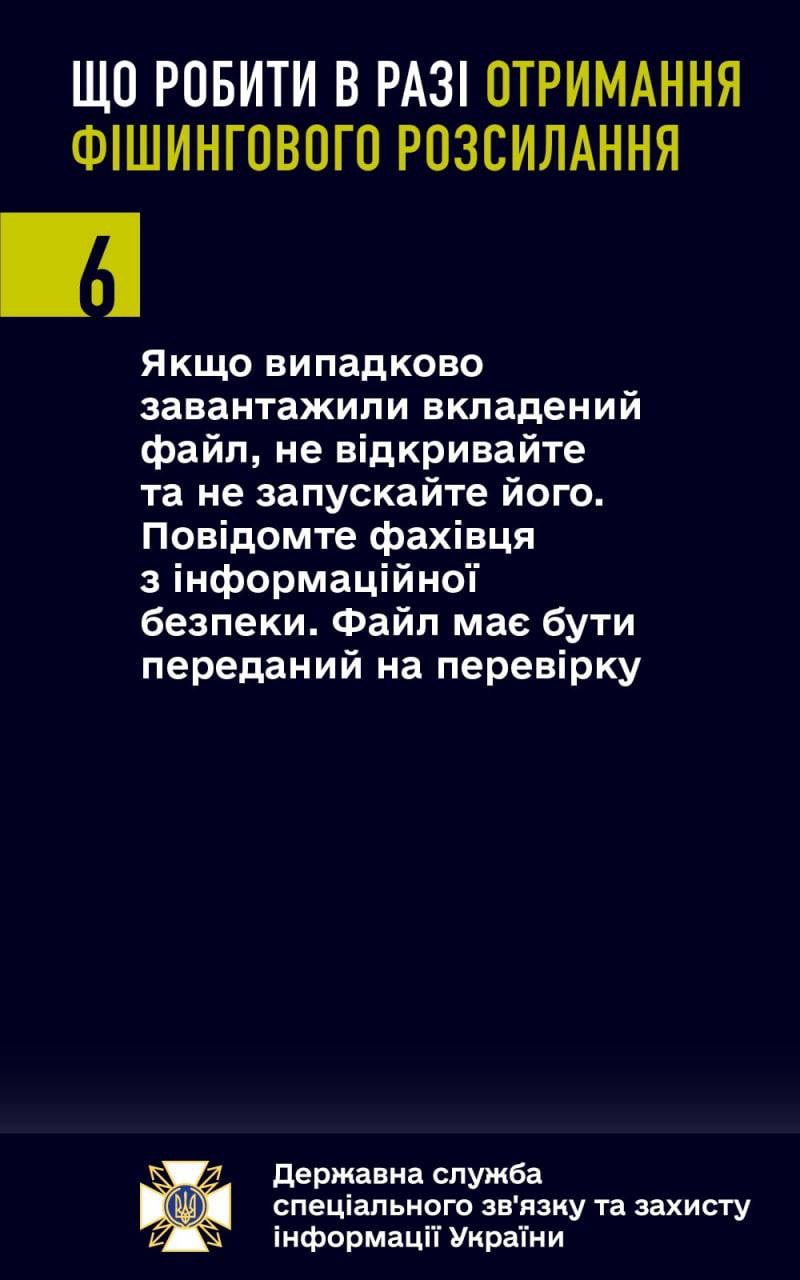 ЩО РОБИТИ В РАЗІ ОТРИМАННЯ
ФІШИНГОВОГО РОЗСИЛАННЯ
6
Якщо випадково
завантажили вкладений
файл, не відкривайте
та не запускайте його.
Повідомте фахівця
з інформаційної
безпеки. Файл має бути
переданий на перевірку
Державна служба
спеціального зв'язку та захисту
інформації України